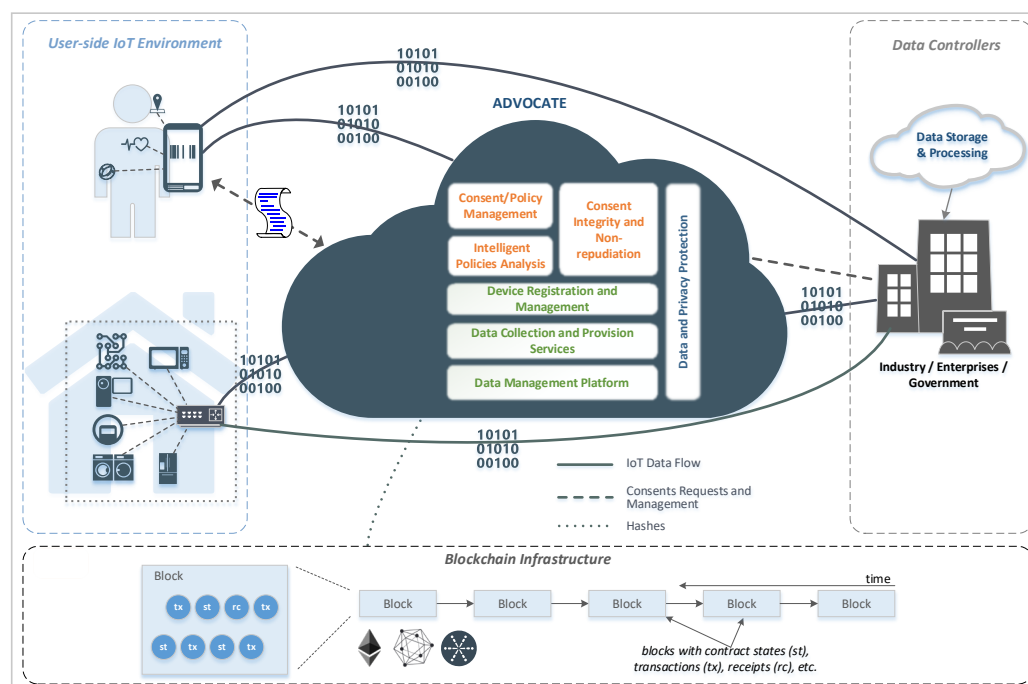 User-side IoT Environment
Data Controllers
10101
01010
00100
10101
01010
00100
ADVOCATE
Data Storage
& Processing
Consent/Policy
Management
Consent
Integrity and
Non-
repudiation
Intelligent
Policies Analysis
Device Registration and
Management
Data Collection and Provision
Services
Data Management Platform
Data and Privacy Protection
10101
01010
00100
10101
01010
00100
Industry / Enterprises /
Government
10101
01010
00100
IoT Data Flow
Consents Requests and
Management
Hashes
Blockchain Infrastructure
Block
tx st rc tx
st tx st tx
time
Block Block Block Block Block
blocks with contract states (st),
transactions (tx), receipts (rc), etc.